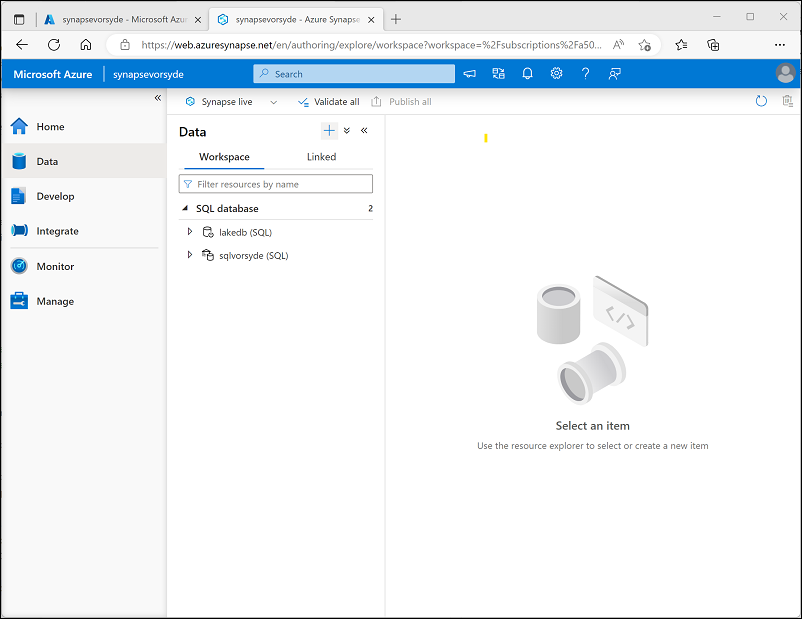 synapsevorsyde - Microsoft Azu
synapsevorsyde - Azure Synapse
https://web.azuresynapse.net/en/authoring/explore/workspace?workspace=%2Fsubscriptions%2Fa50...
Microsoft Azure
synapsevorsyde
Search
Synapse live
Validate all
Publish all
Home
Data
Develop
Integrate
Monitor
Manage
Data
Workspace
Linked
Filter resources by name
SQL database
2
lakedb (SQL)
sqlvorsyde (SQL)
</>
Select an item
Use the resource explorer to select or create a new item